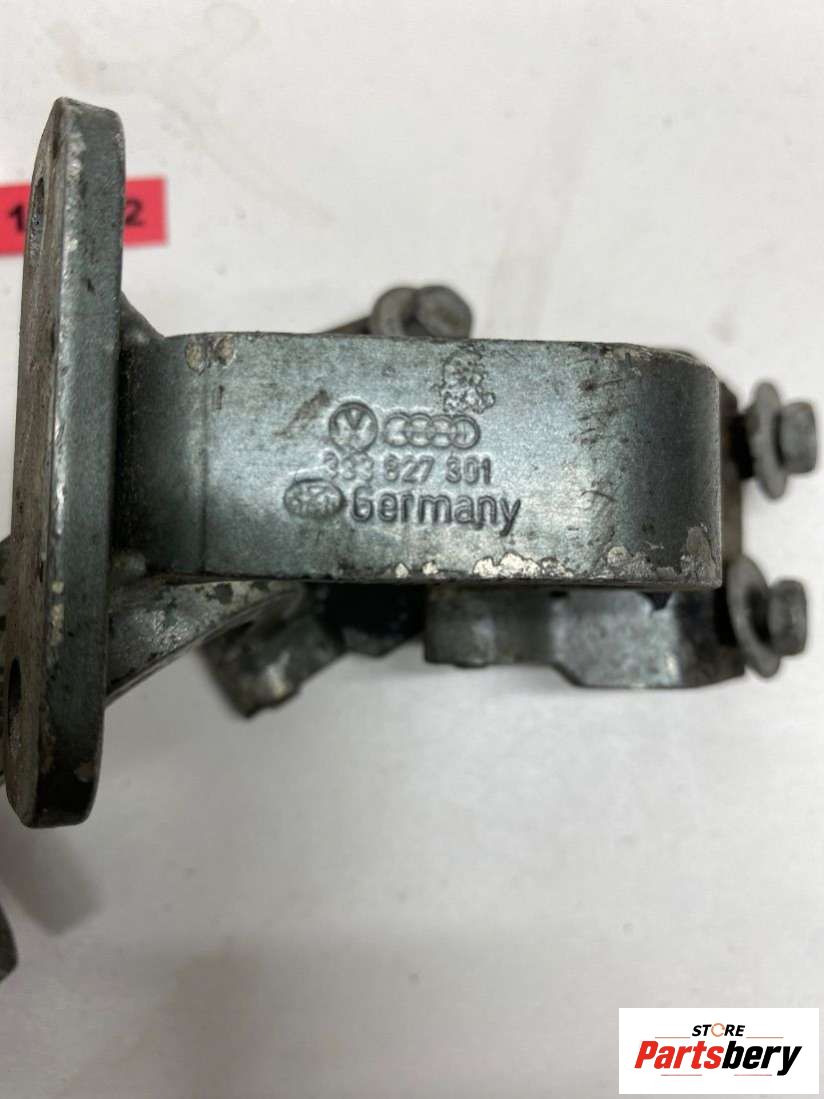 333 827 301
Germany
STORE
Partsbery